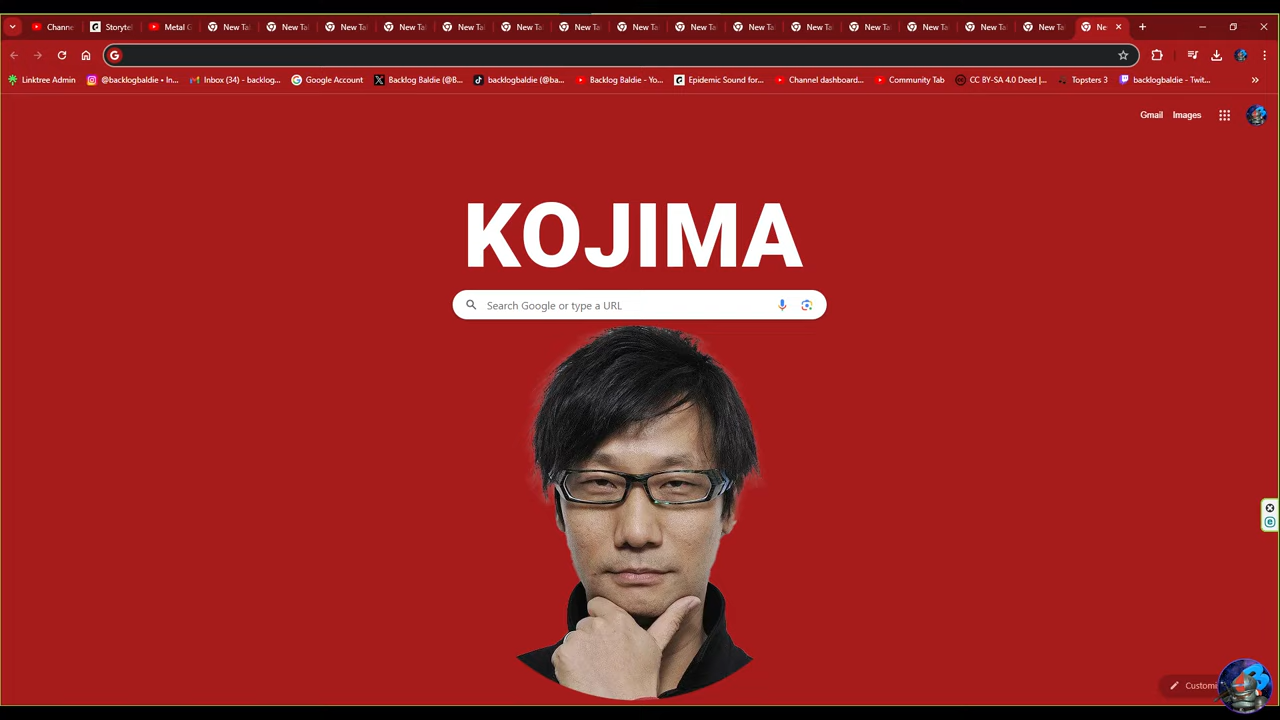 Channe Storytel Metal G New Ta New Ta New Ta New Ta New Ta New Ta New Ta New Ta New Ta New Ta New Ta New Ta New Ta New Ta New Ta Ne
Linktree Admin @backlogbaldie • In... Inbox (34) - backlog... Google Account Backlog Baldie (@B... backlogbaldie (@ba... Backlog Baldie - Yo... Epidemic Sound for... Channel dashboard... Community Tab CC BY-SA 4.0 Deed |... Topsters 3 backlogbaldie - Twit...
Gmail Images
KOJIMA
Search Google or type a URL
Customi